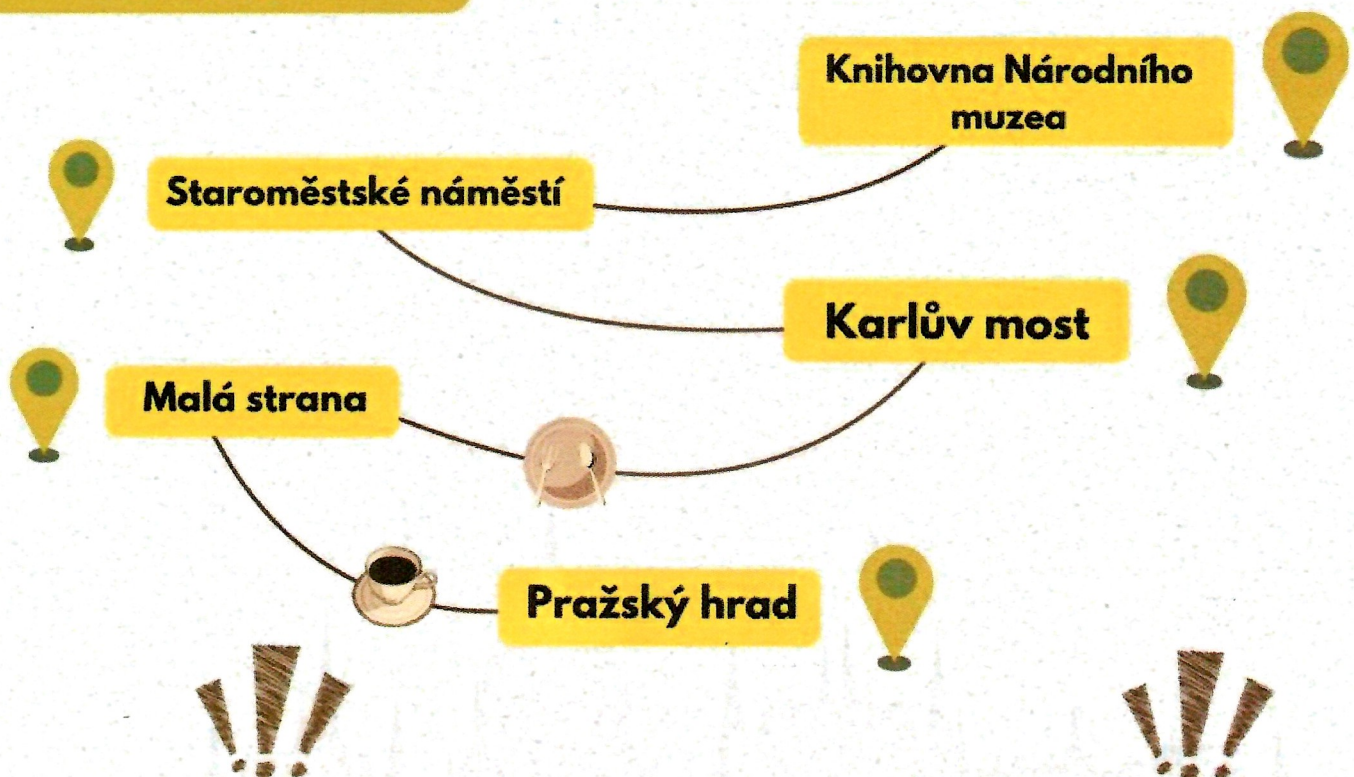 Knihovna Národního
muzea
Staroměstské náměstí
Karlův most
Malá strana
Pražský hrad